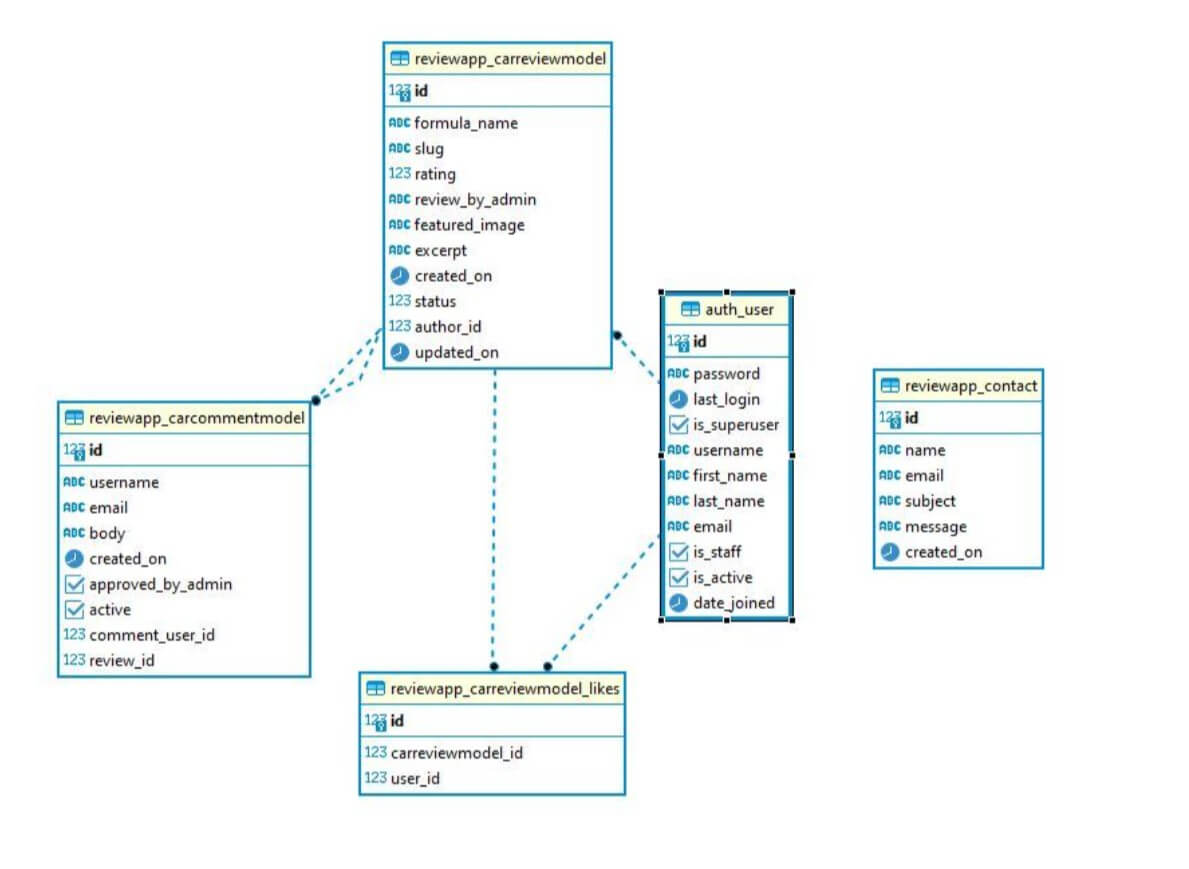 reviewapp_carreviewmodel
123 id
ABC formula_name
ABC slug
123 rating
ABC review_by_admin
ABC featured_image
ABC excerpt
created_on
123 status
123 author_id
updated_on
auth_user
123 id
ABC password
last_login
is_superuser
ABC username
ABC first_name
ABC last_name
ABC email
is_staff
is_active
date_joined
reviewapp_contact
123 id
ABC name
ABC email
ABC subject
ABC message
created_on
reviewapp_carcommentmodel
123 id
ABC username
ABC email
ABC body
created_on
approved_by_admin
active
123 comment_user_id
123 review_id
reviewapp_carreviewmodel_likes
123 id
123 carreviewmodel_id
123 user_id